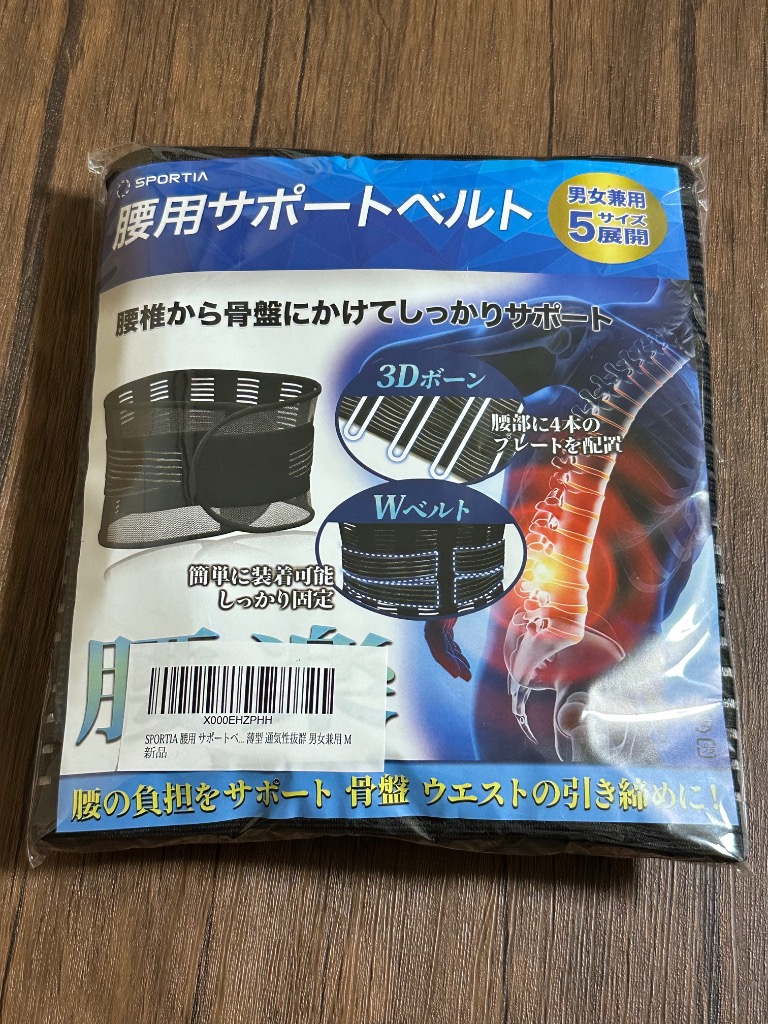 SPORTIA
腰用サポートベルト
男女兼用
5サイズ
展開
腰椎から骨盤にかけてしっかりサポート
3Dボーン
腰部に4本の
プレートを配置
Wベルト
簡単に装着可能
しっかり固定
X000EHZPHH
SPORTIA 腰用 サポートベ... 薄型 通気性抜群 男女兼用 M
新品
腰の負担をサポート 骨盤 ウエストの引き締めに!